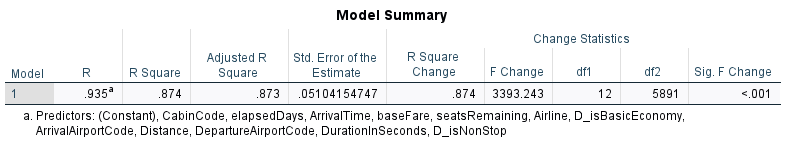 Model Summary
Change Statistics
Model R R Square Adjusted R Square Std. Error of the Estimate R Square Change F Change df1 df2 Sig. F Change
1 .935a .874 .873 .05104154747 .874 3393.243 12 5891 <.001
a. Predictors: (Constant), CabinCode, elapsedDays, ArrivalTime, baseFare, seatsRemaining, Airline, D_isBasicEconomy,
ArrivalAirportCode, Distance, DepartureAirportCode, DurationInSeconds, D_isNonStop